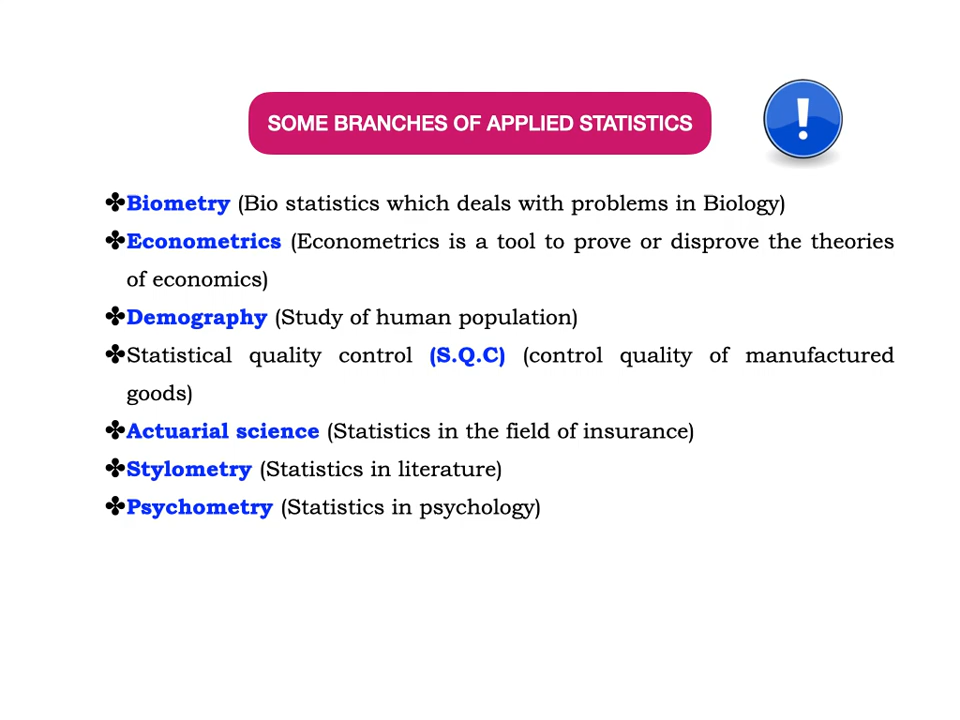 SOME BRANCHES OF APPLIED STATISTICS
✤Biometry (Bio statistics which deals with problems in Biology)
✤Econometrics (Econometrics is a tool to prove or disprove the theories
of economics)
✤Demography (Study of human population)
✤Statistical quality control (S.Q.C) (control quality of manufactured
goods)
✤Actuarial science (Statistics in the field of insurance)
✤Stylometry (Statistics in literature)
✤Psychometry (Statistics in psychology)